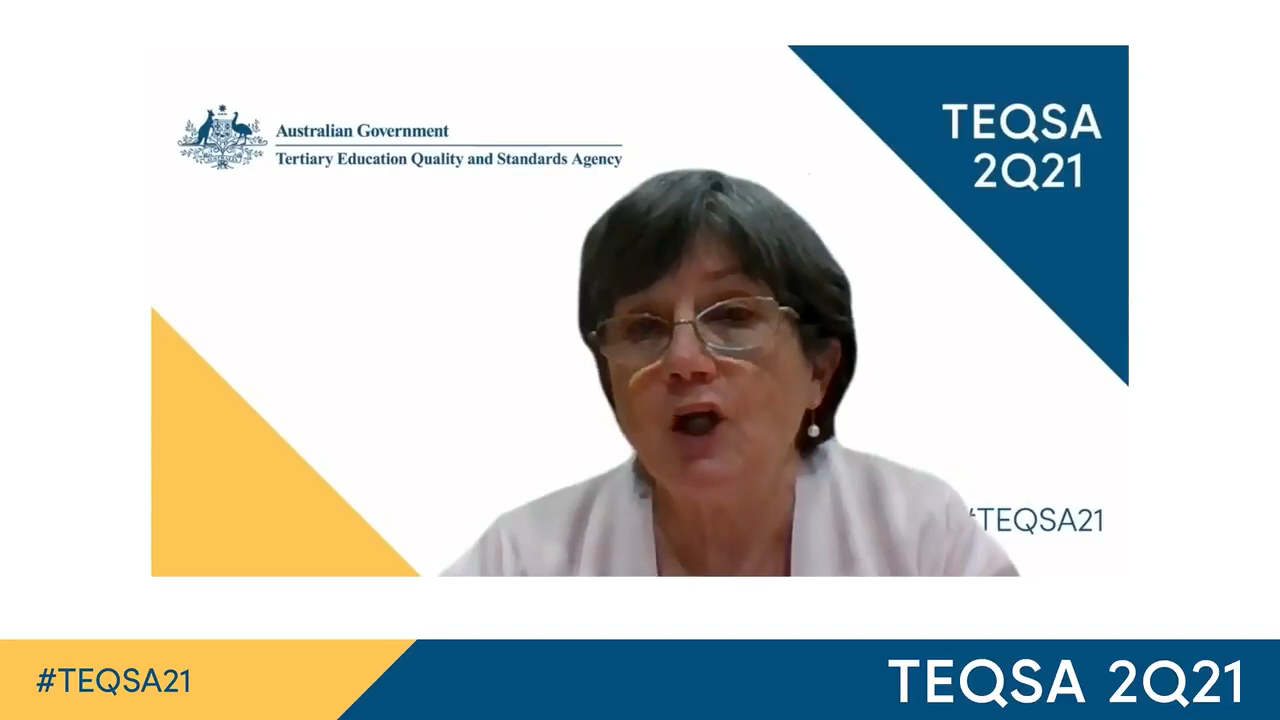 Australian Government
Tertiary Education Quality and Standards Agency
TEQSA
2Q21
#TEQSA21
#TEQSA21
TEQSA 2Q21